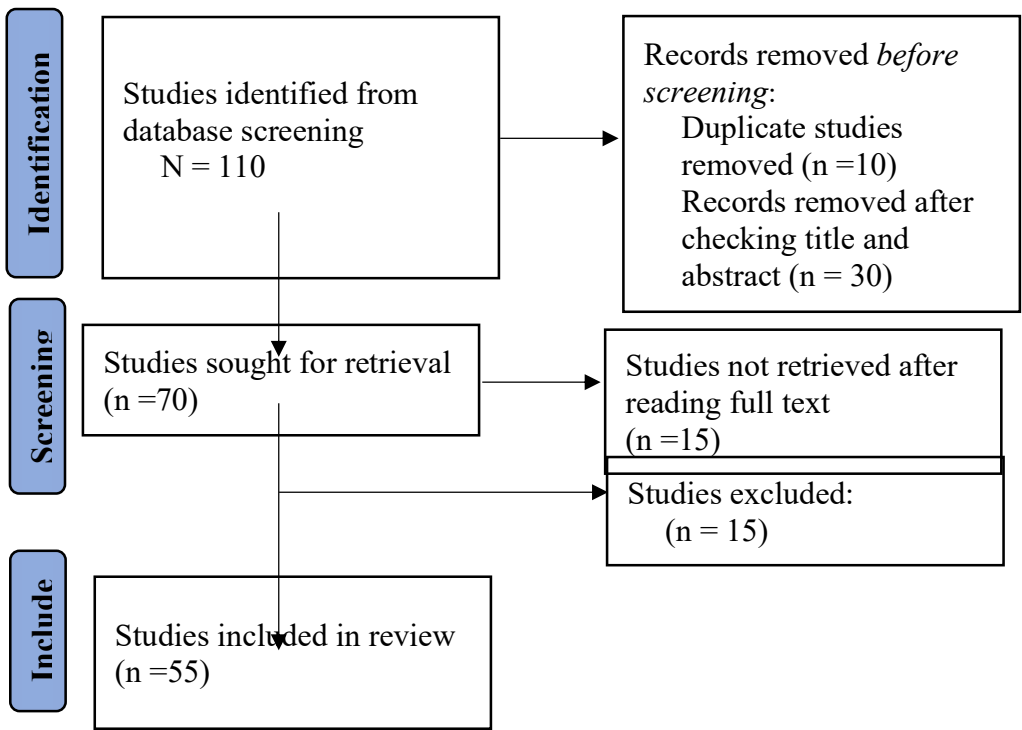 Identification
Studies identified from
database screening
N = 110
Records removed before
screening:
Duplicate studies
removed (n =10)
Records removed after
checking title and
abstract (n = 30)
Screening
Studies sought for retrieval
(n =70)
Studies not retrieved after
reading full text
(n =15)
Studies excluded:
(n = 15)
Include
Studies included in review
(n =55)